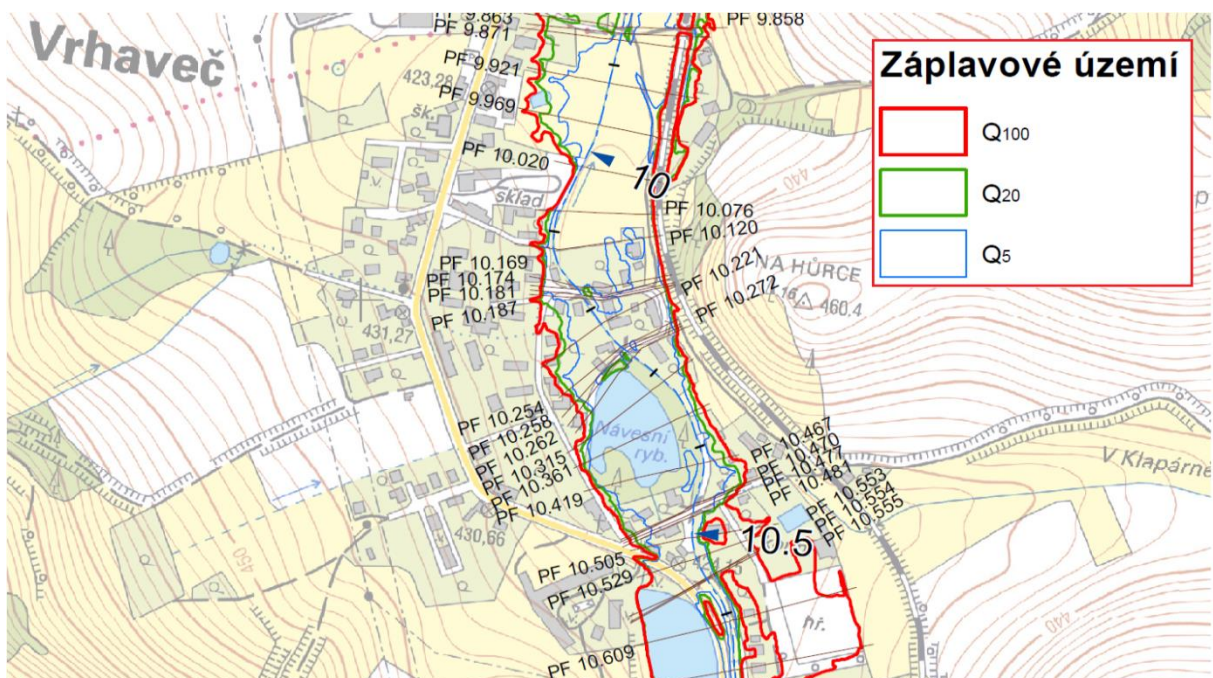 Vrhaveč
PF 9.863
PF 9.871
PF 9.921
423,28
šk.
PF 9.969
PF 10.020
sklad
PF 9.858
440
10
PF 10.076
PF 10.120
PF 10.221
PF 10.272
NA HŮRCE
460.4
PF 10.169
PF 10.174
PF 10.181
PF 10.187
431,27
PF 10.254
PF 10.258
PF 10.262
PF 10.315
PF 10.361
PF 10.419
Návesní
ryb.
PF 10.467
PF 10.470
PF 10.477
PF 10.481
PF 10.553
PF 10.554
PF 10.555
V Klapárně
430,66
450
10.5
PF 10.505
PF 10.529
PF 10.609
hř.
440
Záplavové území
Q100
Q20
Q5